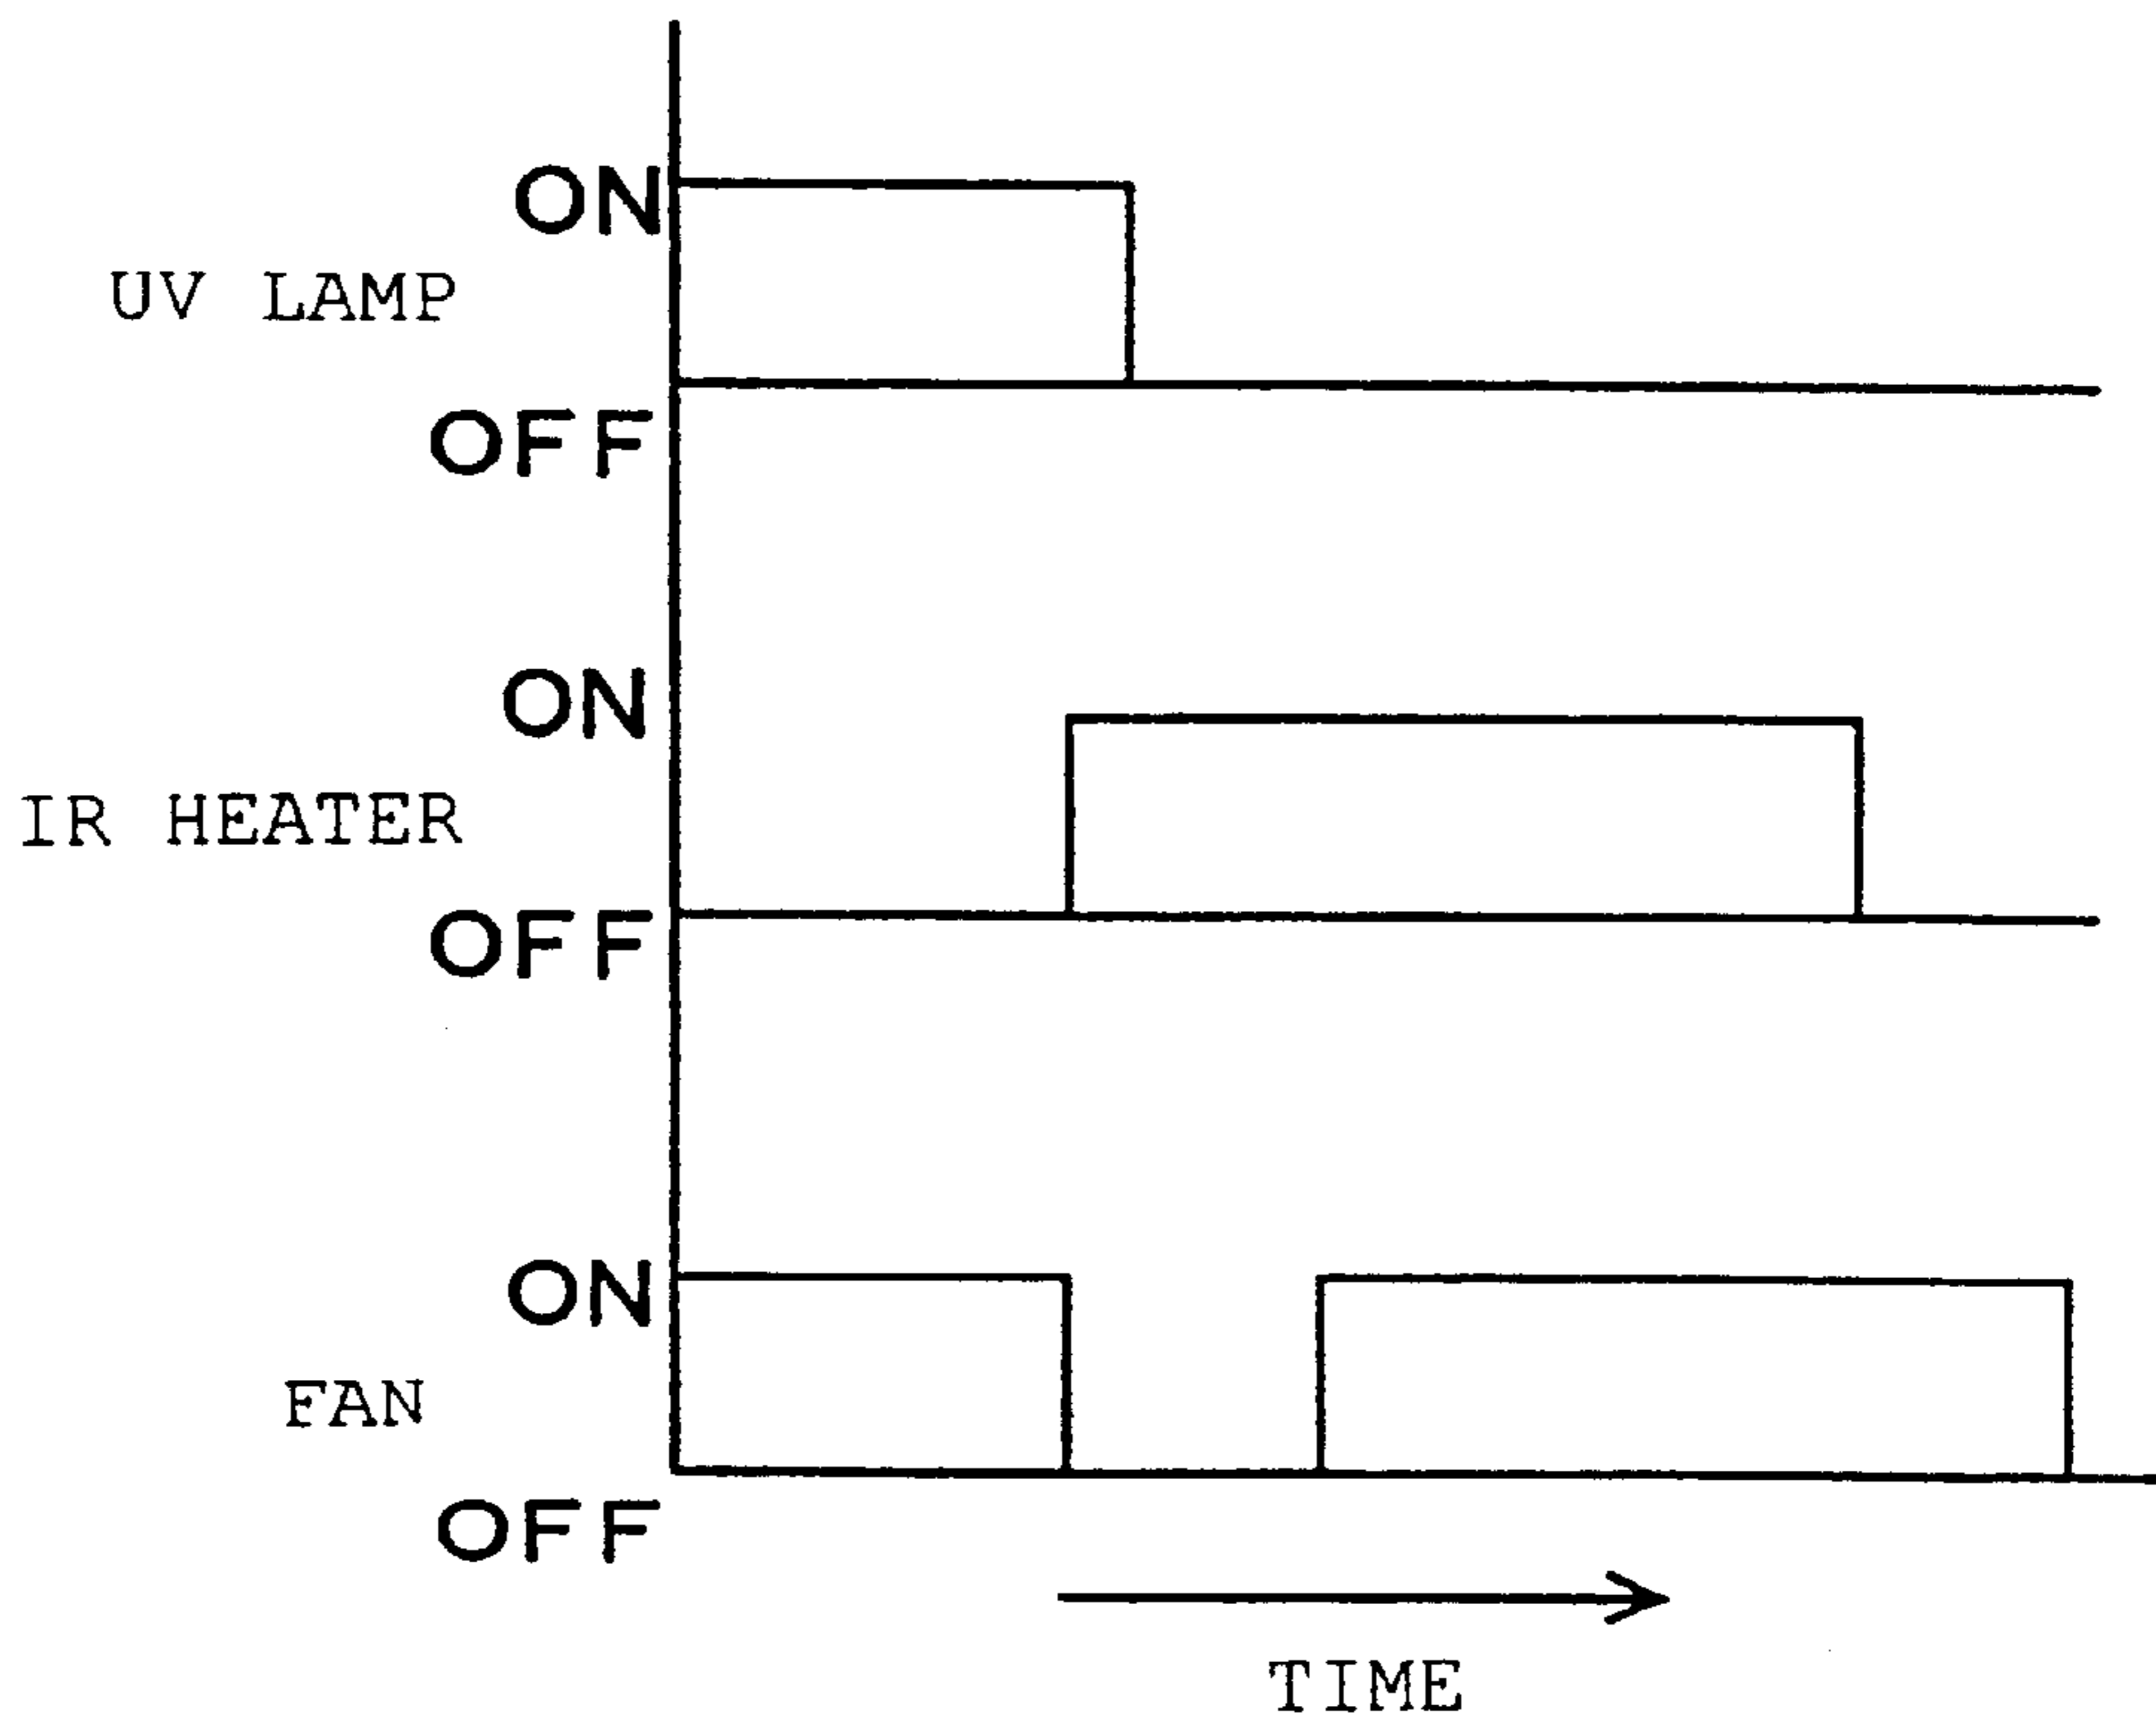 ON
UV LAMP
OFF
ON
IR HEATER
OFF
ON
FAN
OFF
TIME